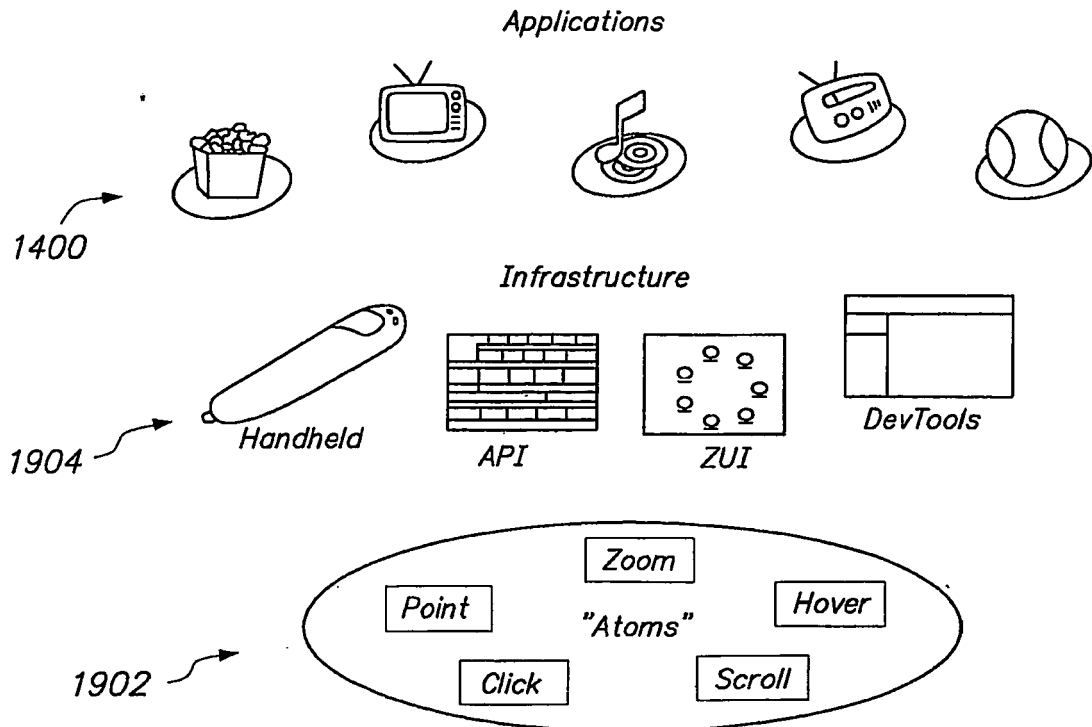 Applications
1400
Infrastructure
Handheld
API
ZUI
DevTools
1904
Zoom
Point
"Atoms"
Hover
Click
Scroll
1902